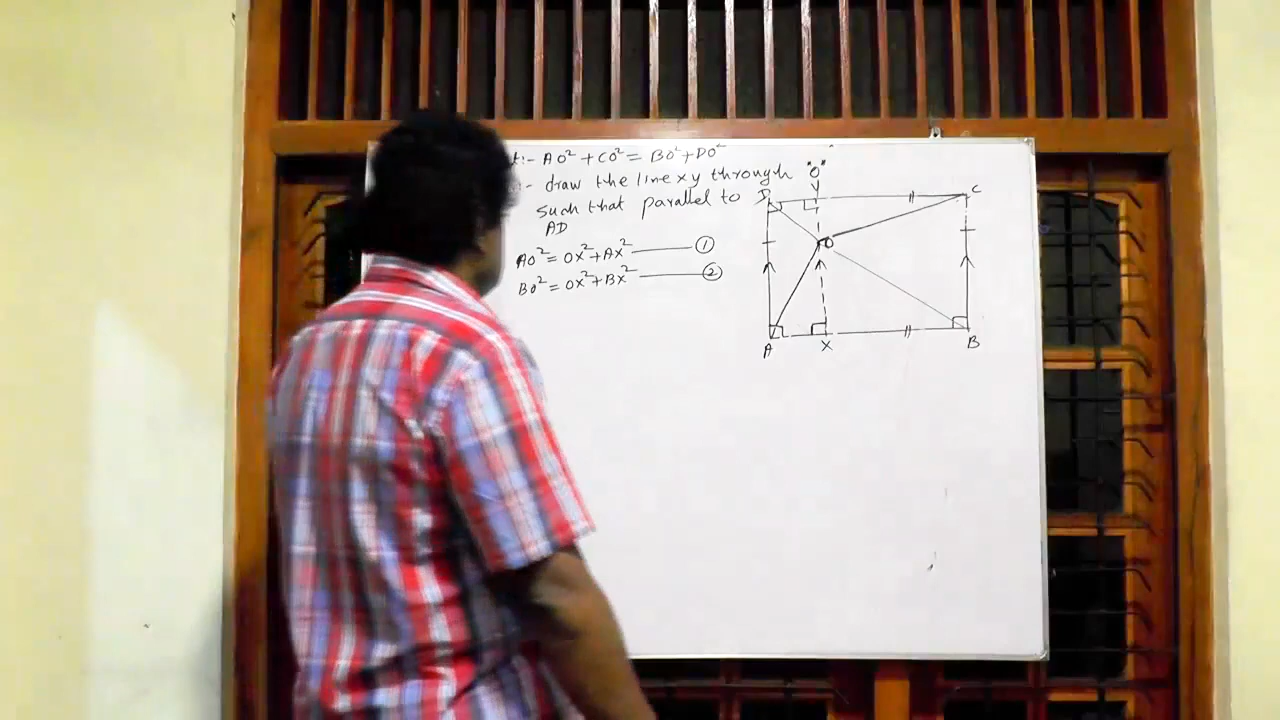 t:- AO² + CO² = BO² + DO²
:- draw the line xy through "O"
such that parallel to
AD
AO² = OX² + AX² ——— ①
BO² = OX² + BX² ——— ②
Y
D
C
O
A
X
B